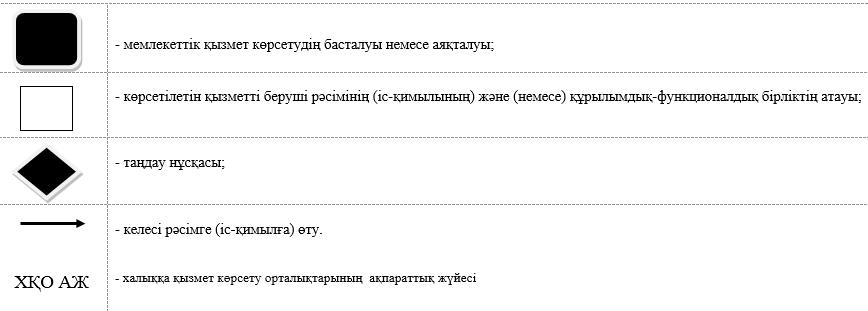 - мемлекеттік қызмет көрсетудің басталуы немесе аяқталуы;
- көрсетілетін қызметті беруші рәсімінің (іс-қимылының) және (немесе) құрылымдық-функционалдық бірліктің атауы;
- таңдау нұсқасы;
- келесі рәсімге (іс-қимылға) өту.
ХҚО АЖ - халыққа қызмет көрсету орталықтарының ақпараттық жүйесі